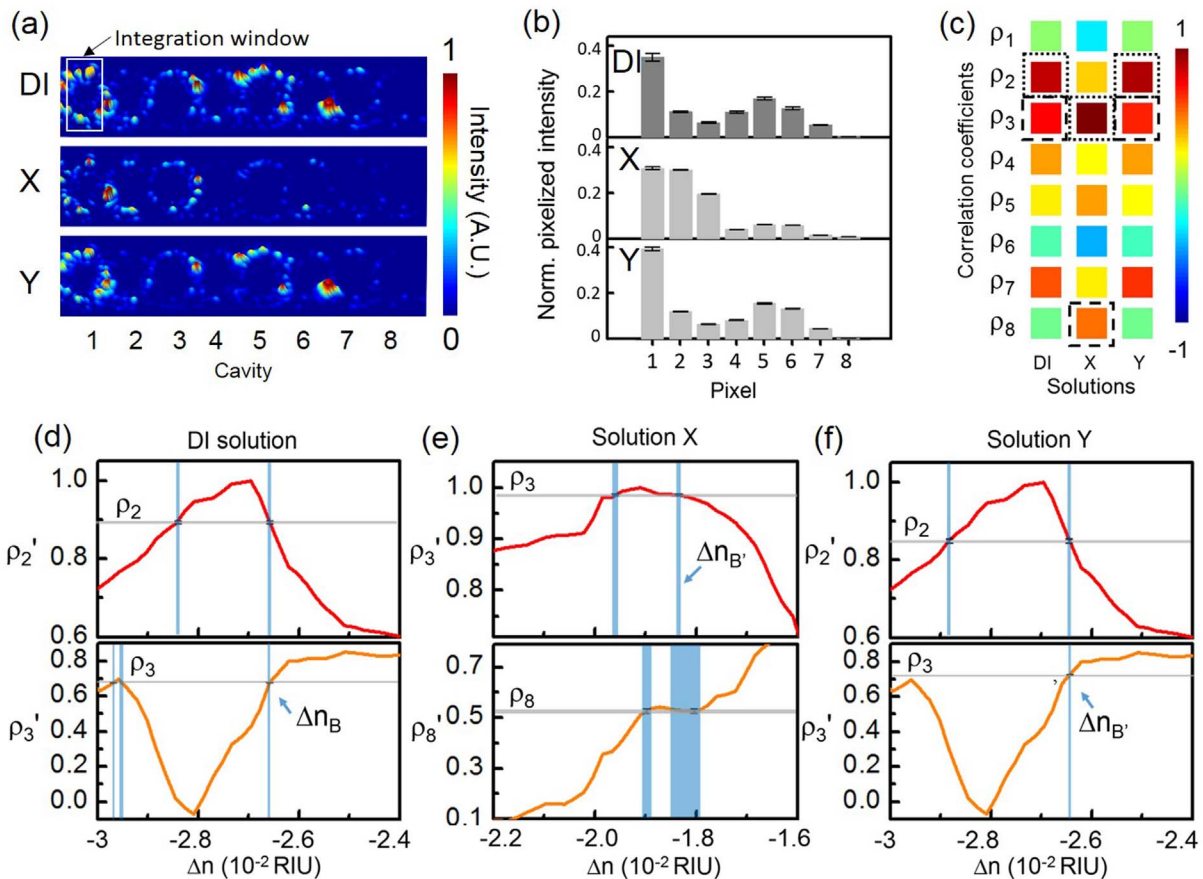 (a)
Integration window
DI
X
Y
1 2 3 4 5 6 7 8
Cavity
1
0
Intensity (A.U.)
(b)
Norm. pixelized intensity
0.4
0.2
0
DI
0.4
0.2
0
X
0.4
0.2
0
Y
1 2 3 4 5 6 7 8
Pixel
(c)
Correlation coefficients
ρ1
ρ2
ρ3
ρ4
ρ5
ρ6
ρ7
ρ8
DI X Y
Solutions
1
-1
(d)
DI solution
1.0
0.8
0.6
ρ2'
ρ2
0.8
0.6
0.4
0.2
0.0
ρ3'
ρ3
ΔnB
-3 -2.8 -2.6 -2.4
Δn (10-2 RIU)
(e)
Solution X
1.0
0.9
0.8
ρ3'
ρ3
ΔnB'
0.7
0.5
0.3
0.1
ρ8'
ρ8
-2.2 -2.0 -1.8 -1.6
Δn (10-2 RIU)
(f)
Solution Y
1.0
0.8
0.6
ρ2'
ρ2
0.8
0.6
0.4
0.2
0.0
ρ3'
ρ3
,
ΔnB'
-3 -2.8 -2.6 -2.4
Δn (10-2 RIU)